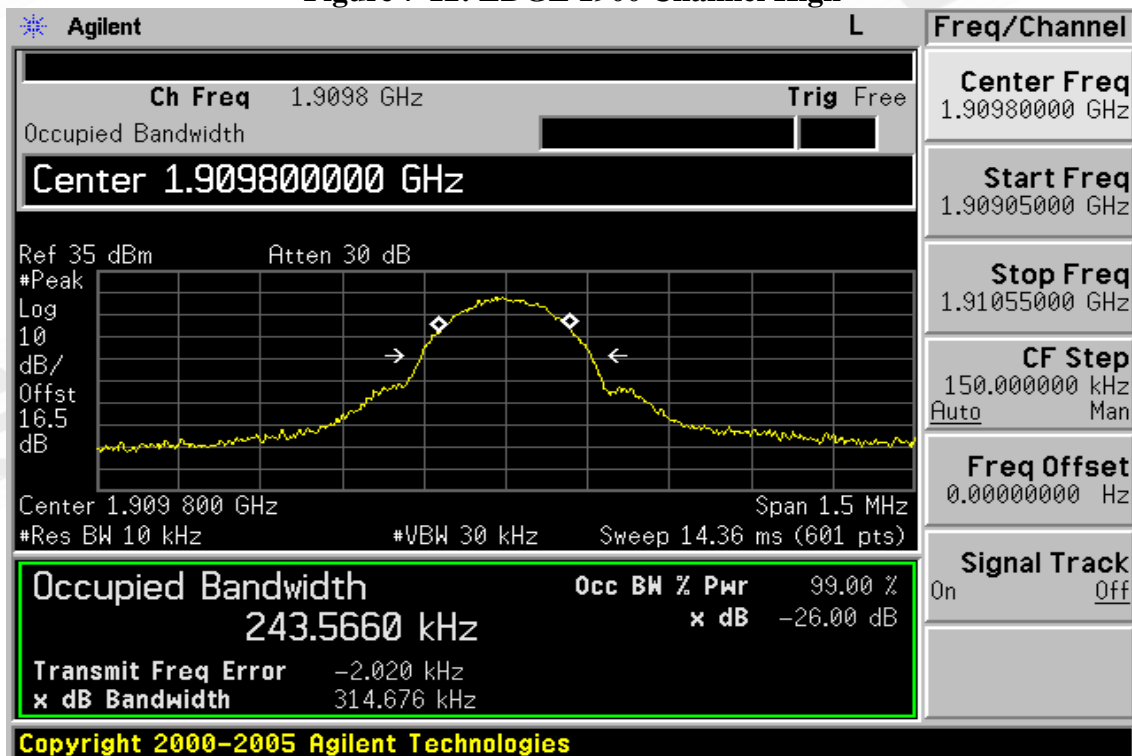 Agilent L
Ch Freq 1.9098 GHz Trig Free
Occupied Bandwidth
Center 1.909800000 GHz
Ref 35 dBm Atten 30 dB
#Peak
Log
10
dB/
Offst
16.5
dB
Center 1.909 800 GHz Span 1.5 MHz
#Res BW 10 kHz #VBW 30 kHz Sweep 14.36 ms (601 pts)
Occupied Bandwidth Occ BW % Pwr 99.00 %
243.5660 kHz x dB -26.00 dB
Transmit Freq Error -2.020 kHz
x dB Bandwidth 314.676 kHz
Copyright 2000-2005 Agilent Technologies
Freq/Channel
Center Freq
1.90980000 GHz
Start Freq
1.90905000 GHz
Stop Freq
1.91055000 GHz
CF Step
150.000000 kHz
Auto Man
Freq Offset
0.00000000 Hz
Signal Track
On Off